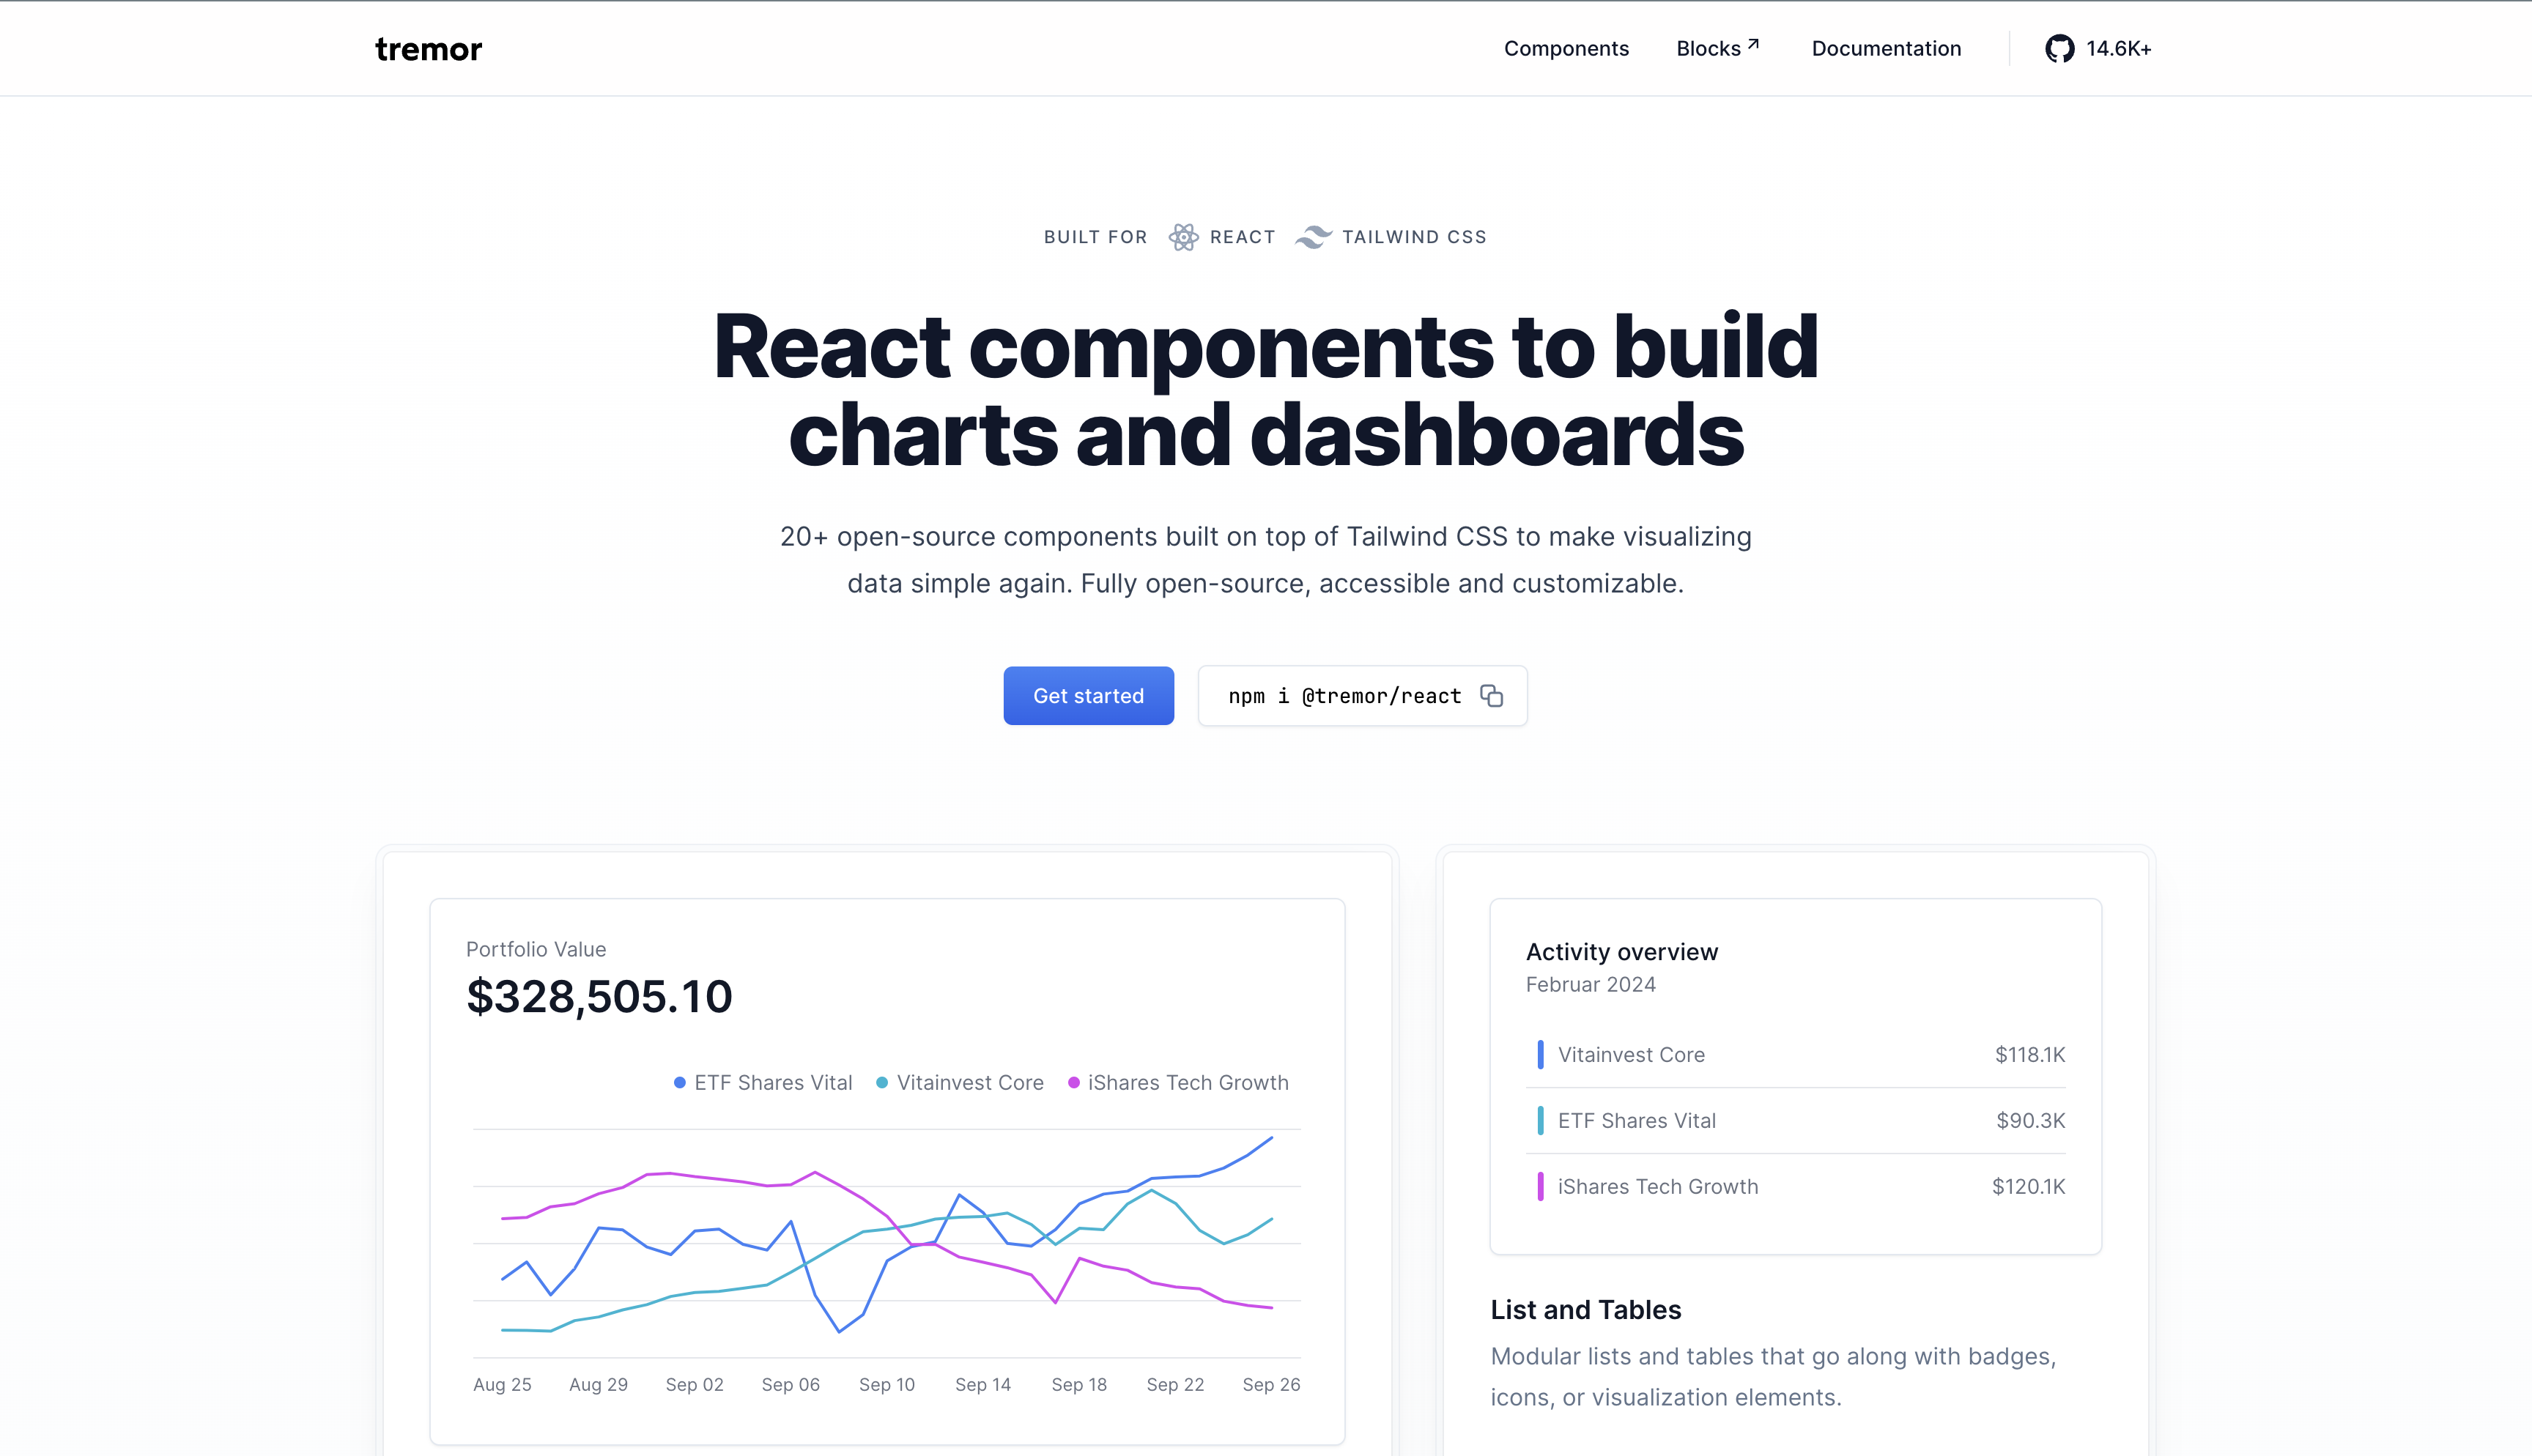 tremor
Components
Blocks
Documentation
14.6K+
BUILT FOR REACT TAILWIND CSS
React components to build
charts and dashboards
20+ open-source components built on top of Tailwind CSS to make visualizing
data simple again. Fully open-source, accessible and customizable.
Get started
npm i @tremor/react
Portfolio Value
$328,505.10
ETF Shares Vital
Vitainvest Core
iShares Tech Growth
Aug 25
Aug 29
Sep 02
Sep 06
Sep 10
Sep 14
Sep 18
Sep 22
Sep 26
Activity overview
Februar 2024
Vitainvest Core $118.1K
ETF Shares Vital $90.3K
iShares Tech Growth $120.1K
List and Tables
Modular lists and tables that go along with badges,
icons, or visualization elements.